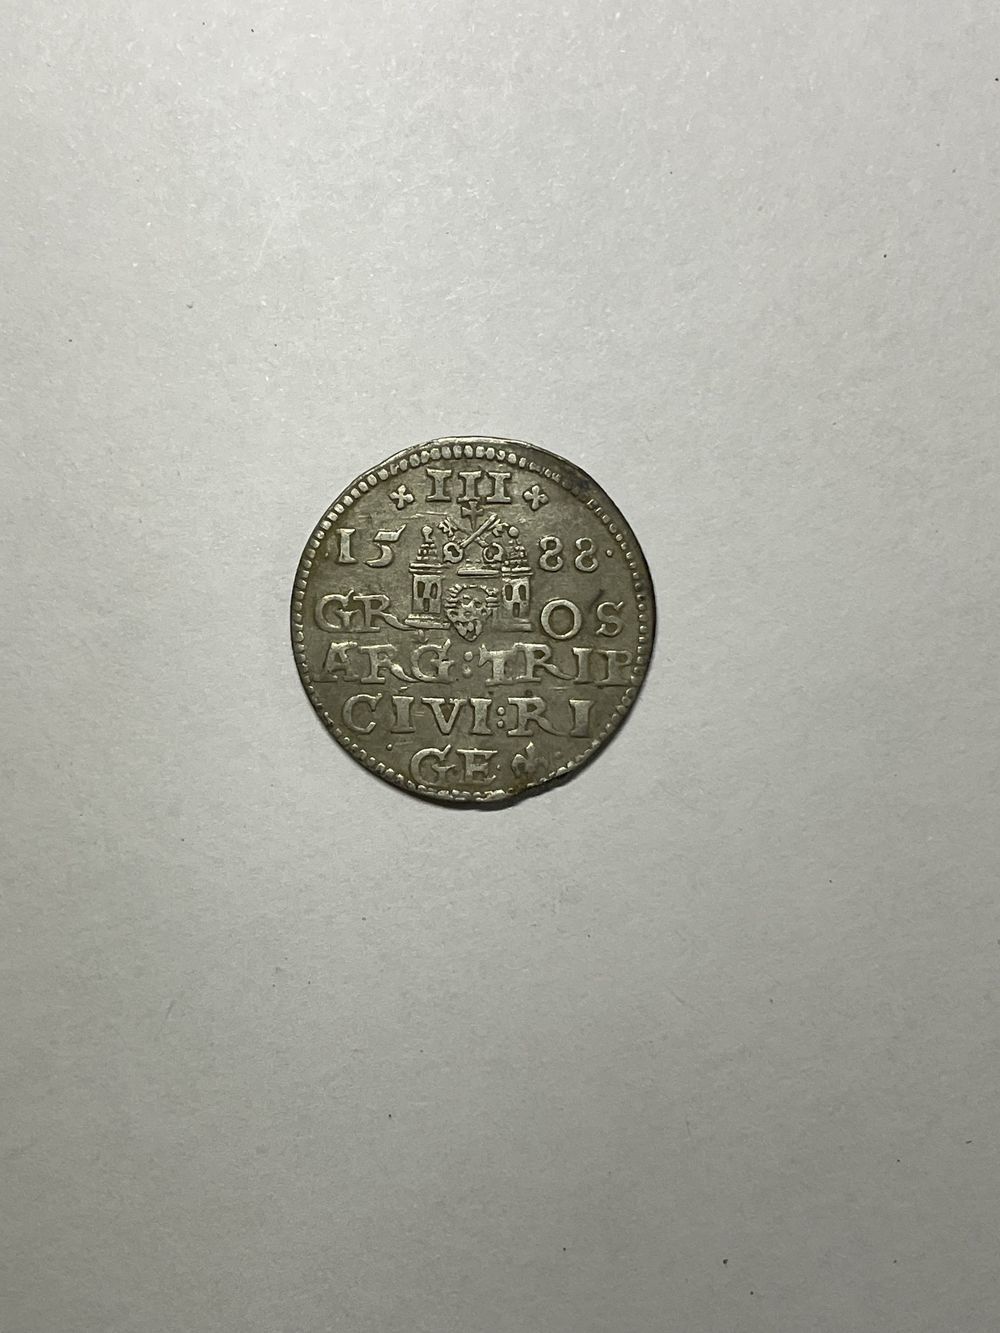 III
15 88·
GR OS
ARG:TRIP
CIVI:RI
GE